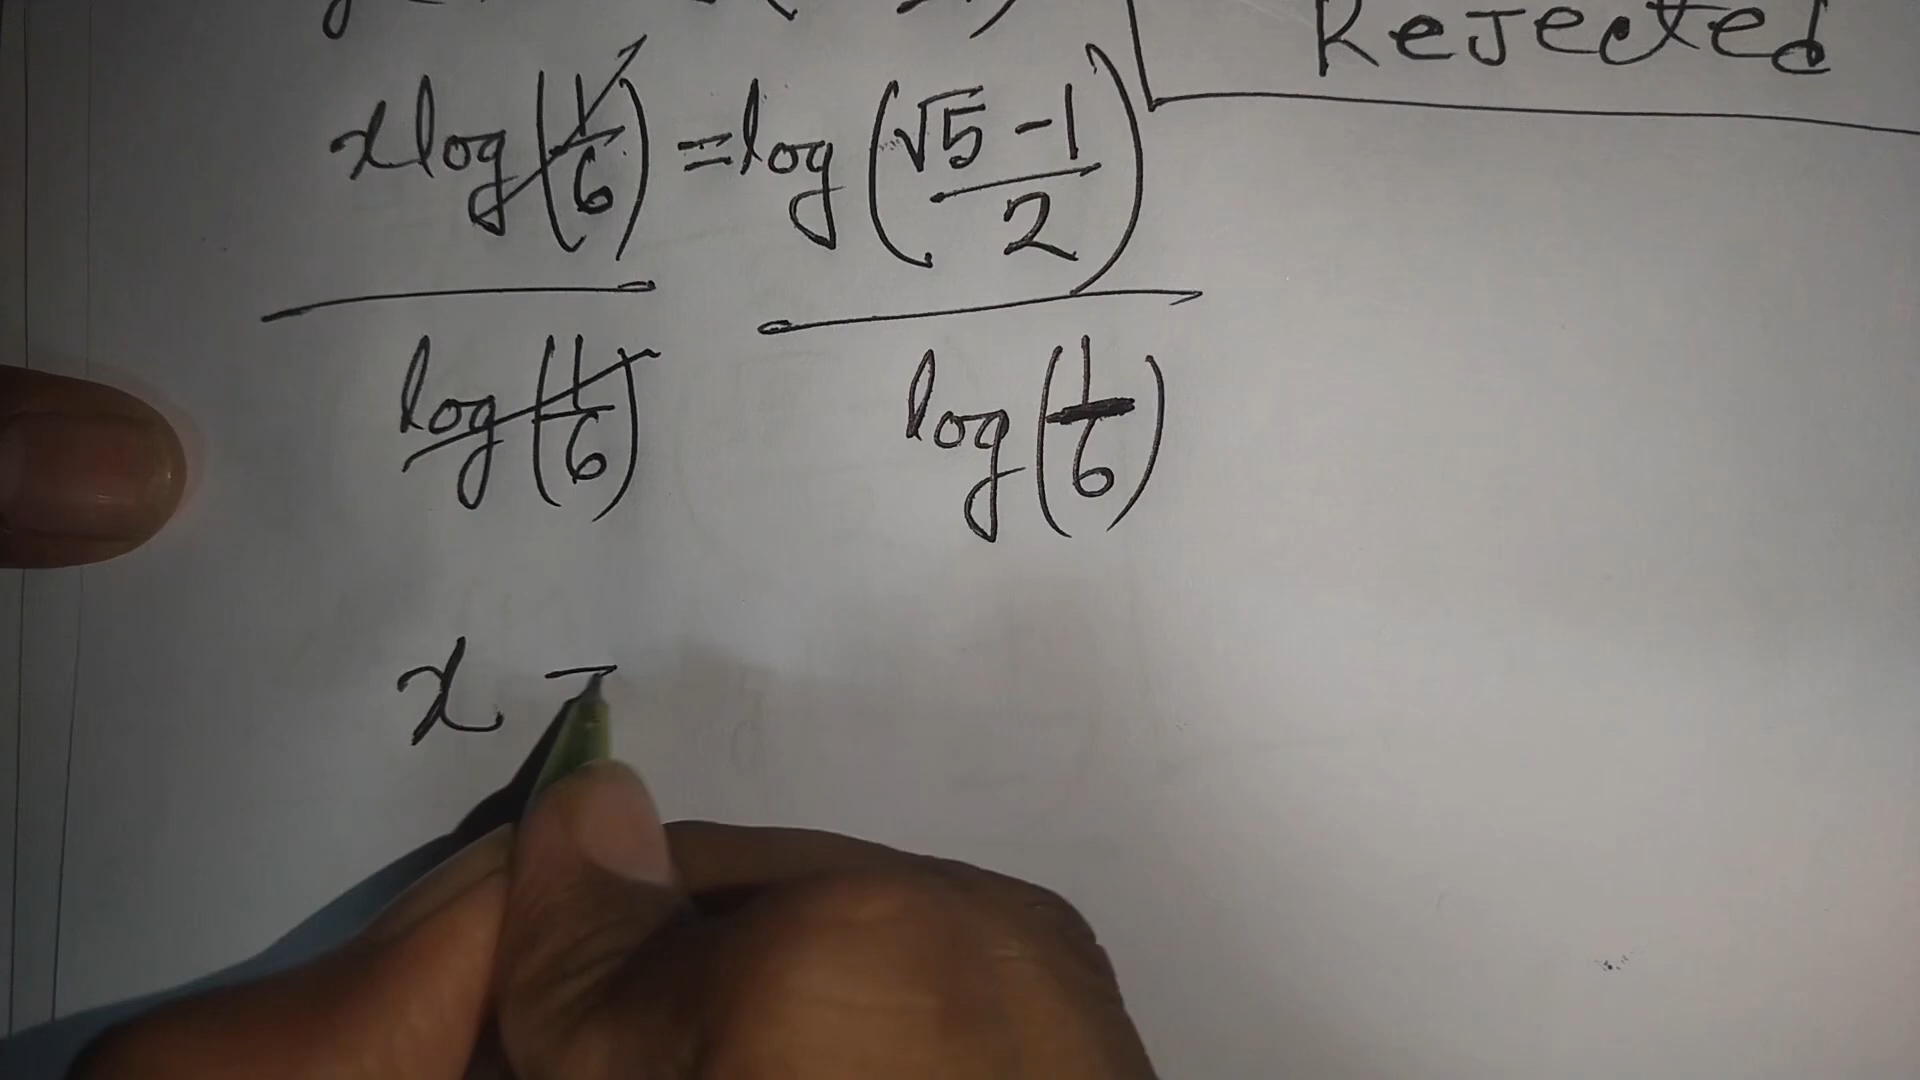 Rejected
x log(1/6) = log((√5 - 1)/2)
log(1/6) log(1/6)
x =